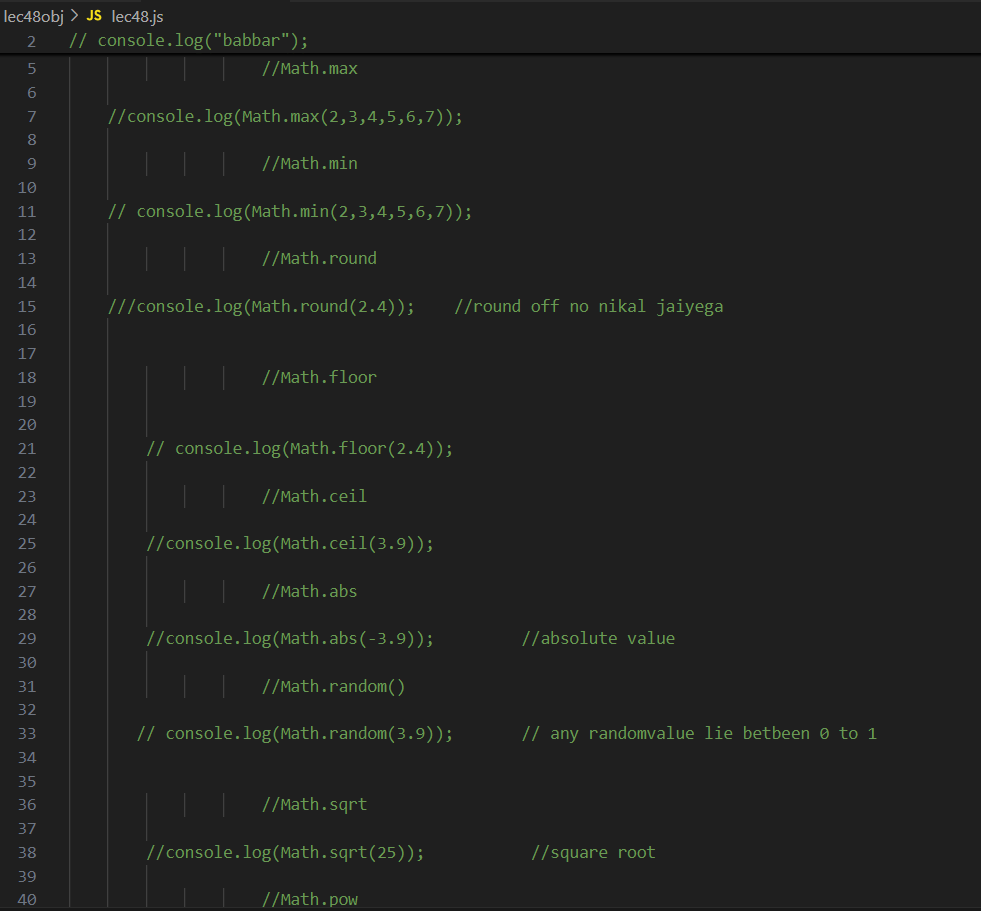 lec48obj > JS lec48.js
2 // console.log("babbar");
5 //Math.max
6
7 //console.log(Math.max(2,3,4,5,6,7));
8
9 //Math.min
10
11 // console.log(Math.min(2,3,4,5,6,7));
12
13 //Math.round
14
15 ///console.log(Math.round(2.4)); //round off no nikal jaiyega
16
17
18 //Math.floor
19
20
21 // console.log(Math.floor(2.4));
22
23 //Math.ceil
24
25 //console.log(Math.ceil(3.9));
26
27 //Math.abs
28
29 //console.log(Math.abs(-3.9)); //absolute value
30
31 //Math.random()
32
33 // console.log(Math.random(3.9)); // any randomvalue lie betbeen 0 to 1
34
35
36 //Math.sqrt
37
38 //console.log(Math.sqrt(25)); //square root
39
40 //Math.pow